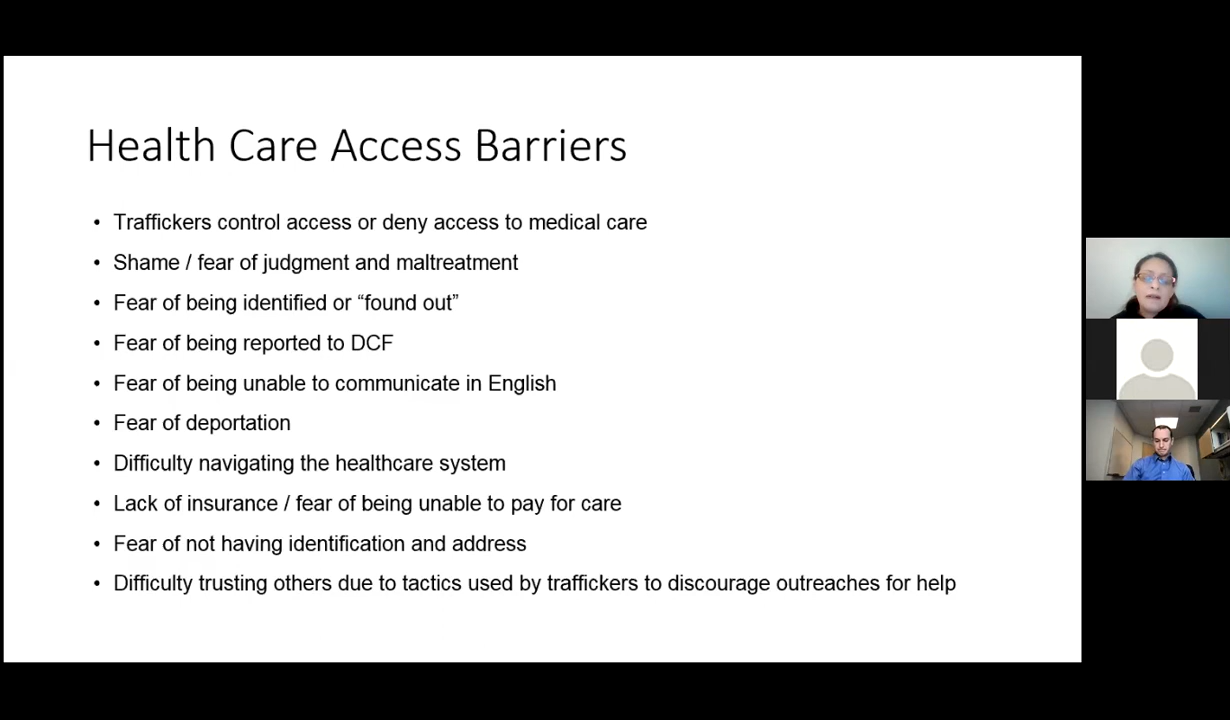 Health Care Access Barriers
• Traffickers control access or deny access to medical care
• Shame / fear of judgment and maltreatment
• Fear of being identified or “found out”
• Fear of being reported to DCF
• Fear of being unable to communicate in English
• Fear of deportation
• Difficulty navigating the healthcare system
• Lack of insurance / fear of being unable to pay for care
• Fear of not having identification and address
• Difficulty trusting others due to tactics used by traffickers to discourage outreaches for help